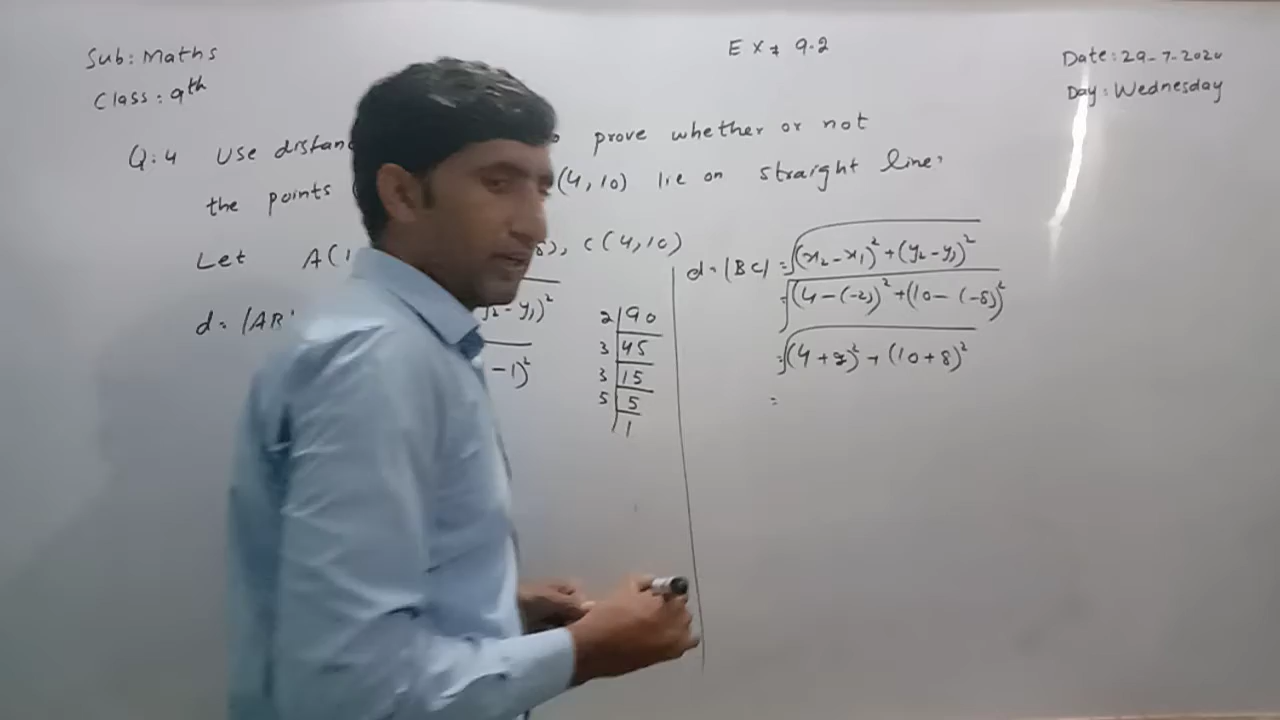 Sub: Maths
Class: 9th
Ex # 9.2
Date: 29-7-2020
Day: Wednesday
Q:4 Use prove whether or not
the points (4,10) lie on straight line.
Let A(1 ), C(4,10)
d = |AB|
y₂-y₁)²
-1)²
2|90
3|45
3|15
5|5
1
d = |BC| = √(x₂-x₁)²+(y₂-y₁)²
= √(4-(-2))²+(10-(-8))²
= √(4+2)²+(10+8)²
=